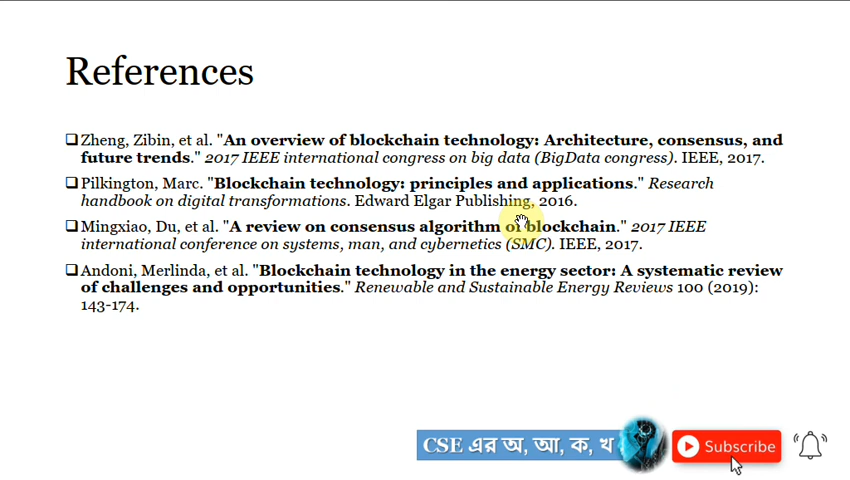 References
❑Zheng, Zibin, et al. "An overview of blockchain technology: Architecture, consensus, and
future trends." 2017 IEEE international congress on big data (BigData congress). IEEE, 2017.
❑Pilkington, Marc. "Blockchain technology: principles and applications." Research
handbook on digital transformations. Edward Elgar Publishing, 2016.
❑Mingxiao, Du, et al. "A review on consensus algorithm of blockchain." 2017 IEEE
international conference on systems, man, and cybernetics (SMC). IEEE, 2017.
❑Andoni, Merlinda, et al. "Blockchain technology in the energy sector: A systematic review
of challenges and opportunities." Renewable and Sustainable Energy Reviews 100 (2019):
143-174.
CSE এর অ, আ, ক, খ
Subscribe